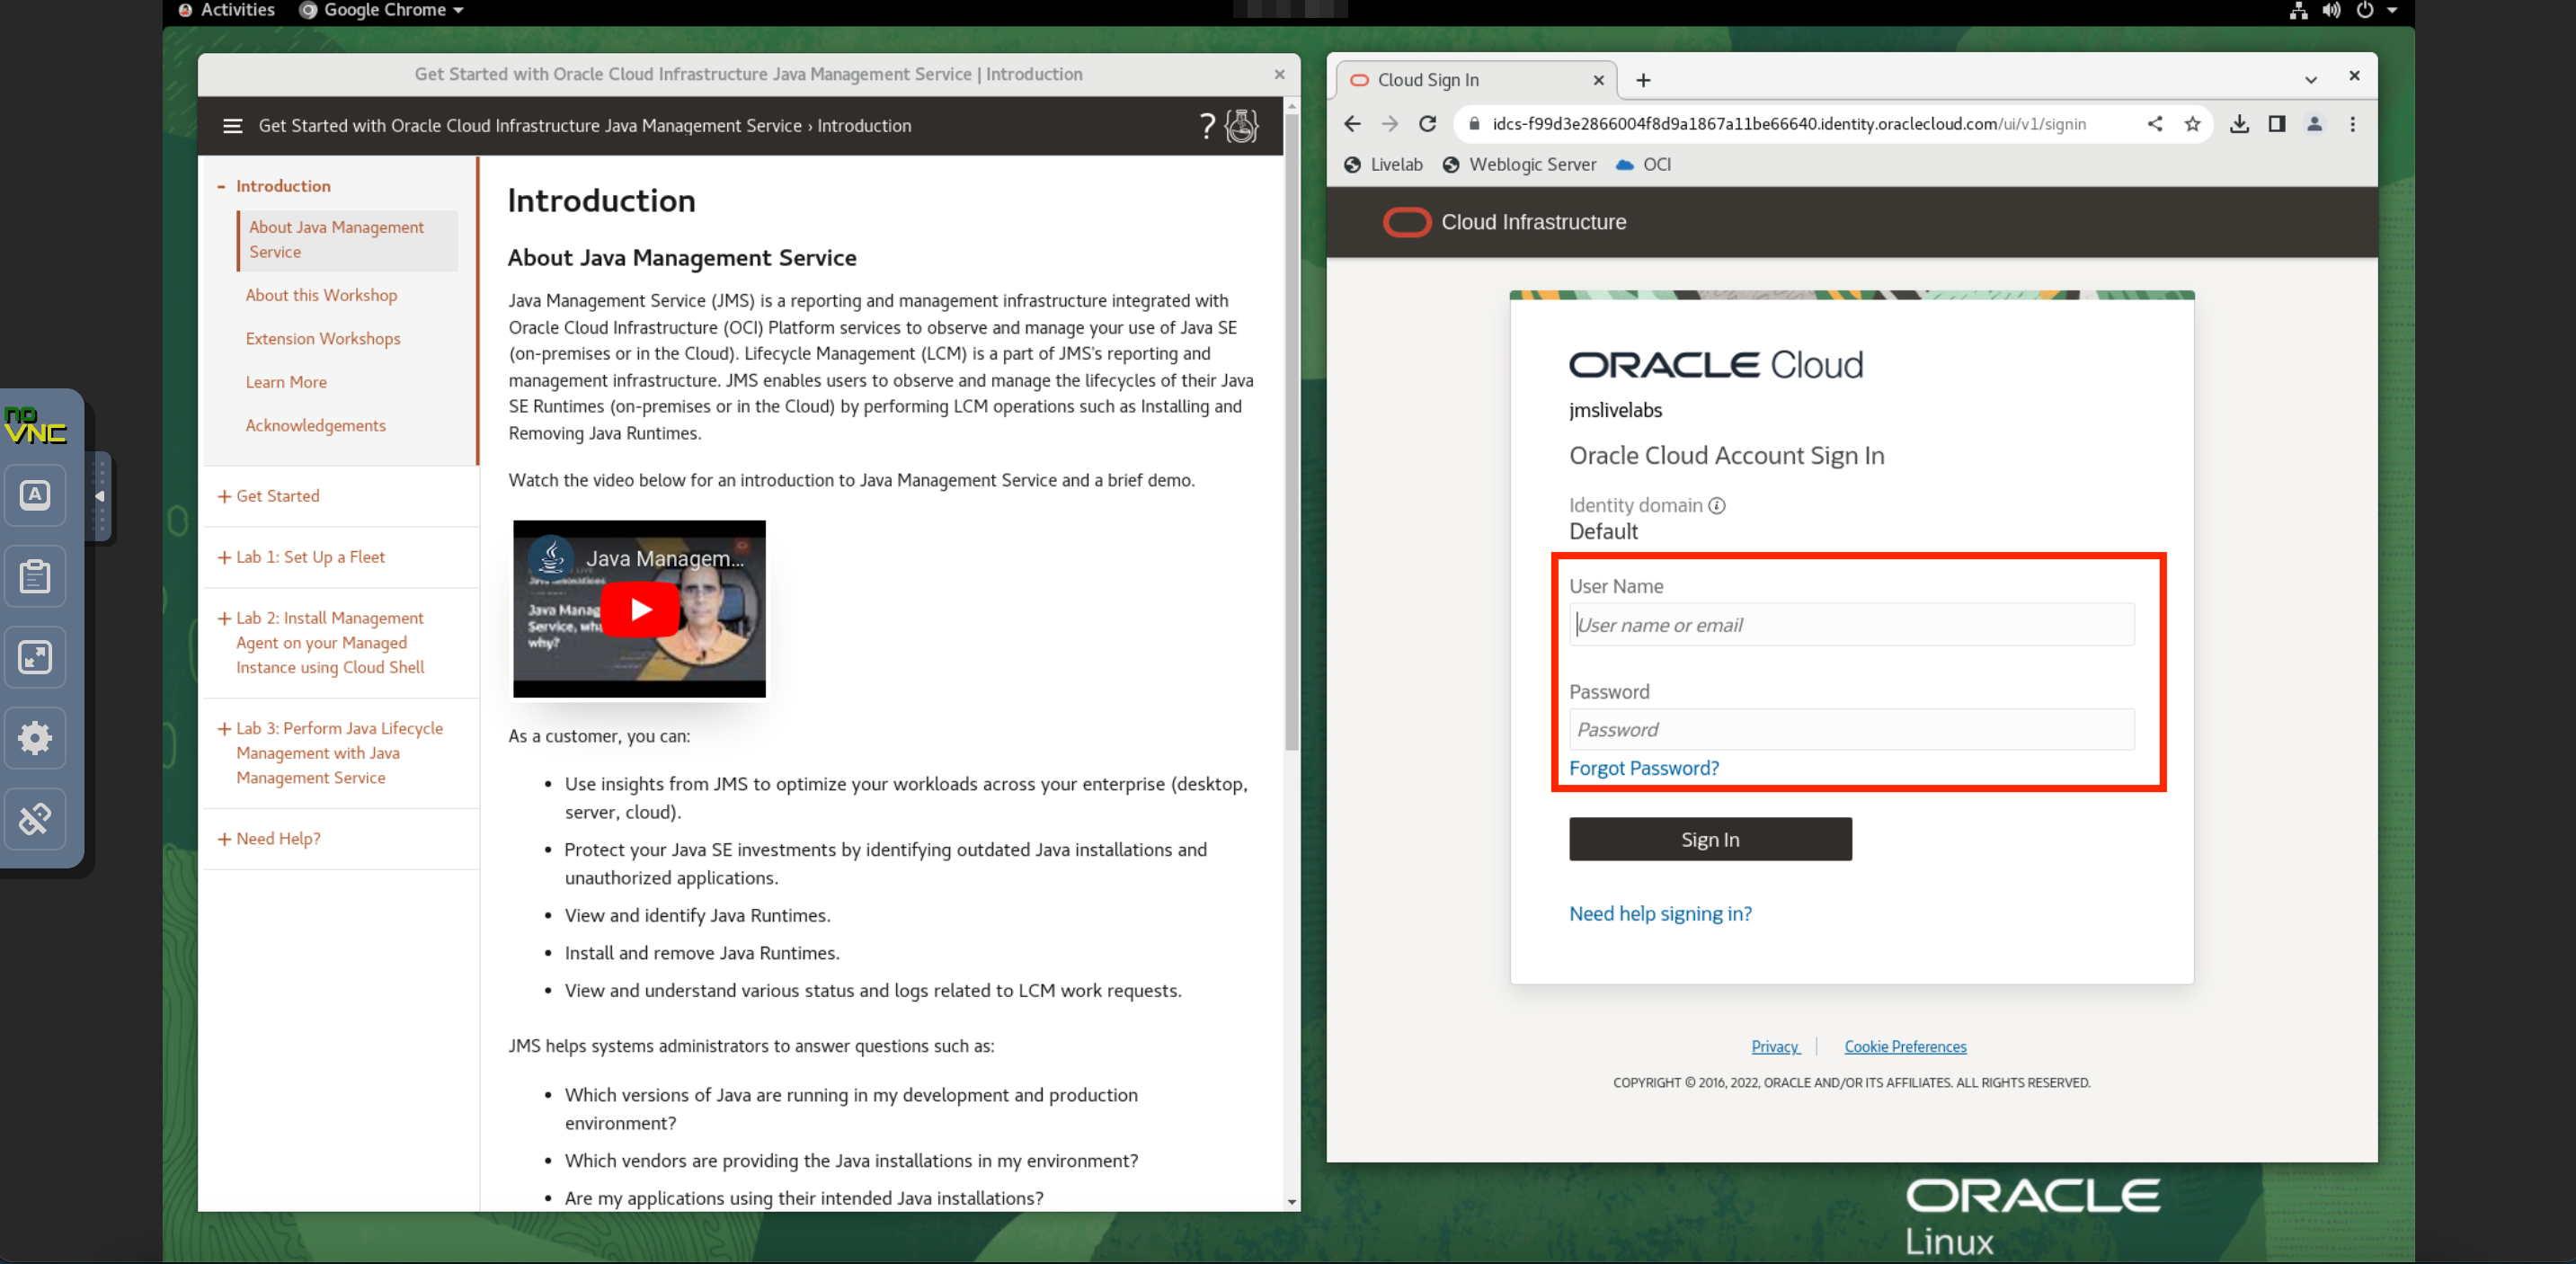 Activities Google Chrome
Get Started with Oracle Cloud Infrastructure Java Management Service | Introduction
Get Started with Oracle Cloud Infrastructure Java Management Service › Introduction
- Introduction
About Java Management
Service
About this Workshop
Extension Workshops
Learn More
Acknowledgements
+ Get Started
+ Lab 1: Set Up a Fleet
+ Lab 2: Install Management
Agent on your Managed
Instance using Cloud Shell
+ Lab 3: Perform Java Lifecycle
Management with Java
Management Service
+ Need Help?
no
VNC
A
Introduction
About Java Management Service
Java Management Service (JMS) is a reporting and management infrastructure integrated with
Oracle Cloud Infrastructure (OCI) Platform services to observe and manage your use of Java SE
(on-premises or in the Cloud). Lifecycle Management (LCM) is a part of JMS's reporting and
management infrastructure. JMS enables users to observe and manage the lifecycles of their Java
SE Runtimes (on-premises or in the Cloud) by performing LCM operations such as Installing and
Removing Java Runtimes.
Watch the video below for an introduction to Java Management Service and a brief demo.
Java Managem...
Java Manag
Service, wha
why?
As a customer, you can:
• Use insights from JMS to optimize your workloads across your enterprise (desktop,
server, cloud).
• Protect your Java SE investments by identifying outdated Java installations and
unauthorized applications.
• View and identify Java Runtimes.
• Install and remove Java Runtimes.
• View and understand various status and logs related to LCM work requests.
JMS helps systems administrators to answer questions such as:
• Which versions of Java are running in my development and production
environment?
• Which vendors are providing the Java installations in my environment?
• Are my applications using their intended Java installations?
Cloud Sign In
idcs-f99d3e2866004f8d9a1867a11be66640.identity.oraclecloud.com/ui/v1/signin
Livelab Weblogic Server OCI
Cloud Infrastructure
ORACLE Cloud
jmslivelabs
Oracle Cloud Account Sign In
Identity domain
Default
User Name
User name or email
Password
Password
Forgot Password?
Sign In
Need help signing in?
Privacy | Cookie Preferences
COPYRIGHT © 2016, 2022, ORACLE AND/OR ITS AFFILIATES. ALL RIGHTS RESERVED.
ORACLE
Linux